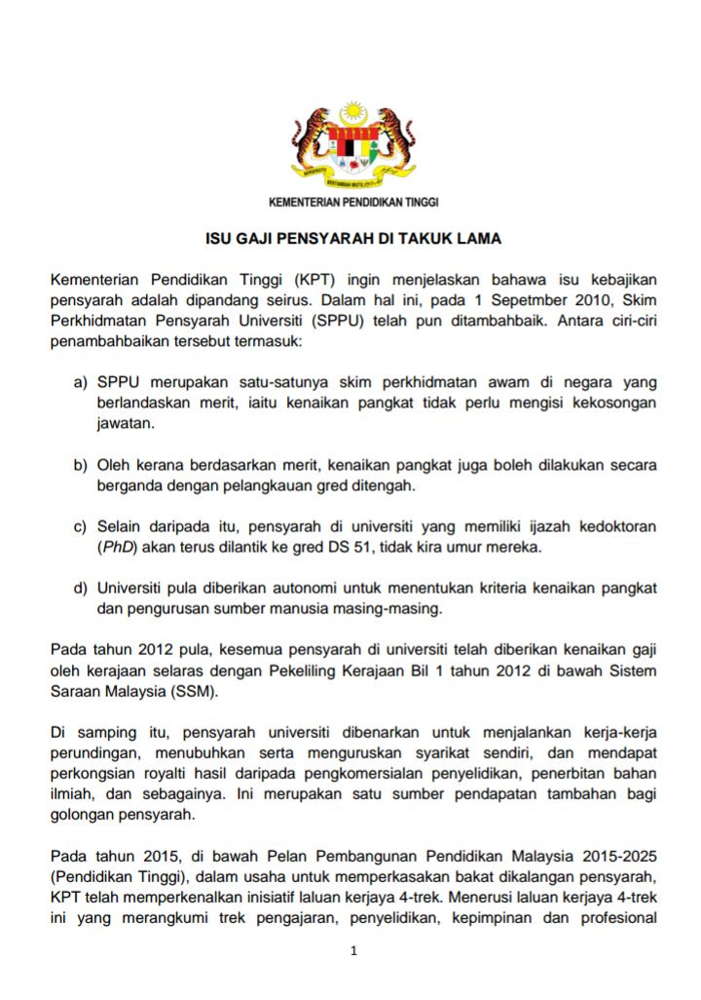 BERSEKUTU BERTAMBAH MUTU
KEMENTERIAN PENDIDIKAN TINGGI
ISU GAJI PENSYARAH DI TAKUK LAMA
Kementerian Pendidikan Tinggi (KPT) ingin menjelaskan bahawa isu kebajikan
pensyarah adalah dipandang seirus. Dalam hal ini, pada 1 Sepetmber 2010, Skim
Perkhidmatan Pensyarah Universiti (SPPU) telah pun ditambahbaik. Antara ciri-ciri
penambahbaikan tersebut termasuk:
a) SPPU merupakan satu-satunya skim perkhidmatan awam di negara yang
berlandaskan merit, iaitu kenaikan pangkat tidak perlu mengisi kekosongan
jawatan.
b) Oleh kerana berdasarkan merit, kenaikan pangkat juga boleh dilakukan secara
berganda dengan pelangkauan gred ditengah.
c) Selain daripada itu, pensyarah di universiti yang memiliki ijazah kedoktoran
(PhD) akan terus dilantik ke gred DS 51, tidak kira umur mereka.
d) Universiti pula diberikan autonomi untuk menentukan kriteria kenaikan pangkat
dan pengurusan sumber manusia masing-masing.
Pada tahun 2012 pula, kesemua pensyarah di universiti telah diberikan kenaikan gaji
oleh kerajaan selaras dengan Pekeliling Kerajaan Bil 1 tahun 2012 di bawah Sistem
Saraan Malaysia (SSM).
Di samping itu, pensyarah universiti dibenarkan untuk menjalankan kerja-kerja
perundingan, menubuhkan serta menguruskan syarikat sendiri, dan mendapat
perkongsian royalti hasil daripada pengkomersialan penyelidikan, penerbitan bahan
ilmiah, dan sebagainya. Ini merupakan satu sumber pendapatan tambahan bagi
golongan pensyarah.
Pada tahun 2015, di bawah Pelan Pembangunan Pendidikan Malaysia 2015-2025
(Pendidikan Tinggi), dalam usaha untuk memperkasakan bakat dikalangan pensyarah,
KPT telah memperkenalkan inisiatif laluan kerjaya 4-trek. Menerusi laluan kerjaya 4-trek
ini yang merangkumi trek pengajaran, penyelidikan, kepimpinan dan profesional
1